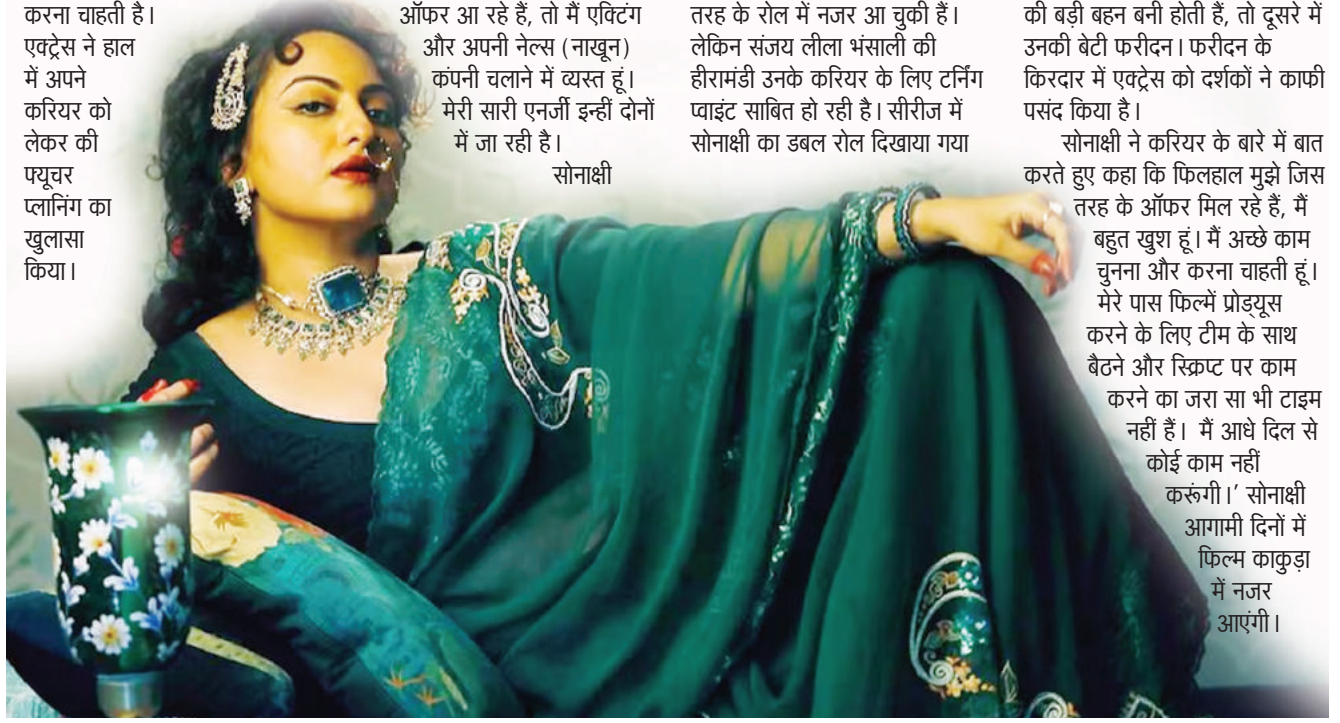 करना चाहती है।
एक्ट्रेस ने हाल
में अपने
करियर को
लेकर की
फ्यूचर
प्लानिंग का
खुलासा
किया।
ऑफर आ रहे हैं, तो मैं एक्टिंग
और अपनी नेल्स (नाखून)
कंपनी चलाने में व्यस्त हूं।
मेरी सारी एनर्जी इन्हीं दोनों
में जा रही है।
सोनाक्षी
तरह के रोल में नजर आ चुकी हैं।
लेकिन संजय लीला भंसाली की
हीरामंडी उनके करियर के लिए टर्निंग
प्वाइंट साबित हो रही है। सीरीज में
सोनाक्षी का डबल रोल दिखाया गया
की बड़ी बहन बनी होती हैं, तो दूसरे में
उनकी बेटी फरीदन। फरीदन के
किरदार में एक्ट्रेस को दर्शकों ने काफी
पसंद किया है।
सोनाक्षी ने करियर के बारे में बात
करते हुए कहा कि फिलहाल मुझे जिस
तरह के ऑफर मिल रहे हैं, मैं
बहुत खुश हूं। मैं अच्छे काम
चुनना और करना चाहती हूं।
मेरे पास फिल्में प्रोड्यूस
करने के लिए टीम के साथ
बैठने और स्क्रिप्ट पर काम
करने का जरा सा भी टाइम
नहीं हैं। मैं आधे दिल से
कोई काम नहीं
करूंगी।’ सोनाक्षी
आगामी दिनों में
फिल्म काकुड़ा
में नजर
आएंगी।